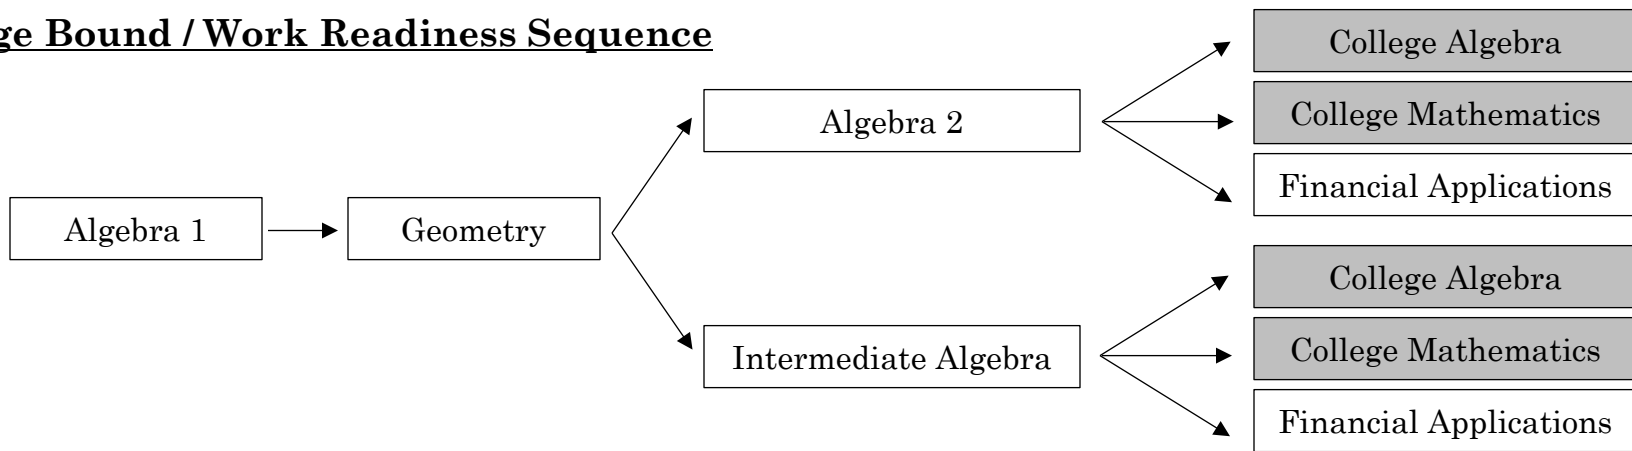 ge Bound / Work Readiness Sequence
College Algebra
College Mathematics
Financial Applications
Algebra 2
Algebra 1
Geometry
Intermediate Algebra
College Algebra
College Mathematics
Financial Applications